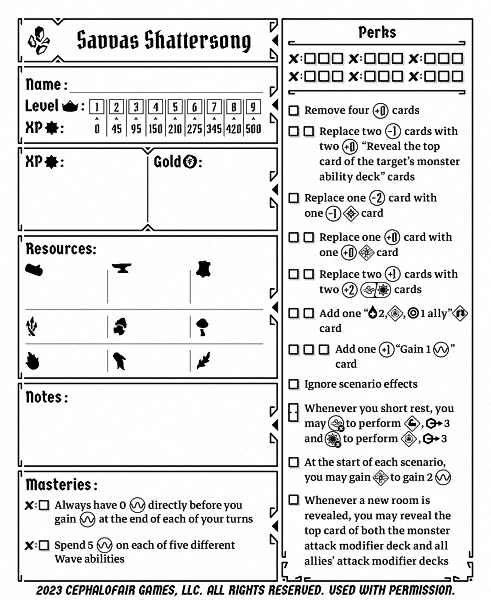 Savvas Shattersong
Name:
Level : 1 2 3 4 5 6 7 8 9
XP : 0 45 95 150 210 275 345 420 500
XP :
Gold :
Resources:
Notes:
Masteries:
Always have 0 directly before you
gain at the end of each of your turns
Spend 5 on each of five different
Wave abilities
Perks
Remove four +0 cards
Replace two -1 cards with
two +0 "Reveal the top
card of the target's monster
ability deck" cards
Replace one -2 card with
one -1 card
Replace one +0 card with
one +0 card
Replace two +1 cards with
two +2 cards
Add one "2, , 1 ally"
card
Add one +1 "Gain 1 "
card
Ignore scenario effects
Whenever you short rest, you
may to perform , 3
and to perform , 3
At the start of each scenario,
you may gain to gain 2
Whenever a new room is
revealed, you may reveal the
top card of both the monster
attack modifier deck and all
allies' attack modifier decks
2023 CEPHALOFAIR GAMES, LLC. ALL RIGHTS RESERVED. USED WITH PERMISSION.